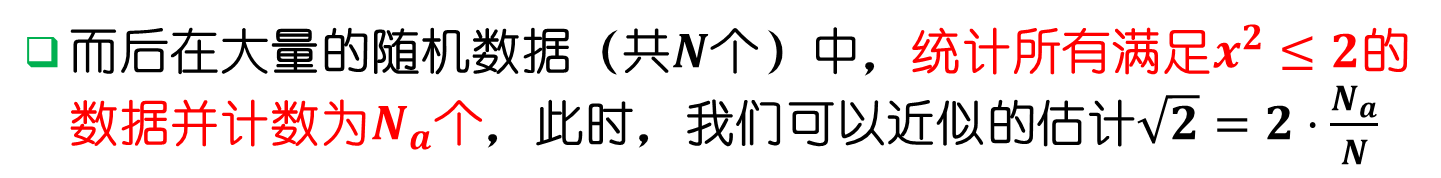 而后在大量的随机数据（共N个）中，统计所有满足x² ≤ 2的
数据并计数为Nₐ个，此时，我们可以近似的估计√2 = 2 · Nₐ/N